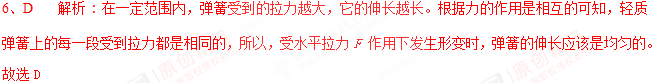 6、D 解析：在一定范围内，弹簧受到的拉力越大，它的伸长越长。根据力的作用是相互的可知，轻质
弹簧上的每一段受到拉力都是相同的，所以，受水平拉力 F 作用下发生形变时，弹簧的伸长应该是均匀的。
故选 D